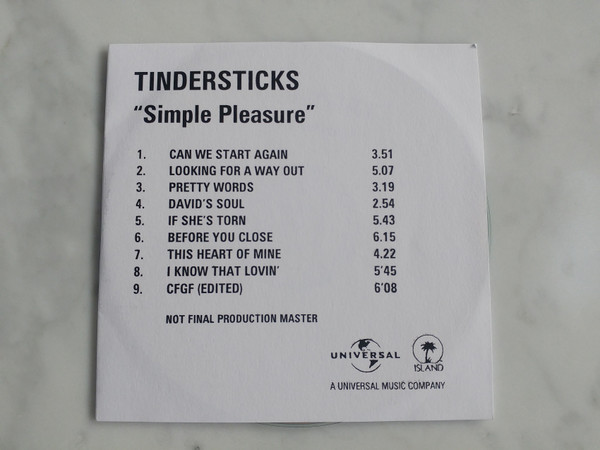 TINDERSTICKS
“Simple Pleasure”
1. CAN WE START AGAIN 3.51
2. LOOKING FOR A WAY OUT 5.07
3. PRETTY WORDS 3.19
4. DAVID'S SOUL 2.54
5. IF SHE'S TORN 5.43
6. BEFORE YOU CLOSE 6.15
7. THIS HEART OF MINE 4.22
8. I KNOW THAT LOVIN' 5'45
9. CFGF (EDITED) 6'08
NOT FINAL PRODUCTION MASTER
UNIVERSAL
ISLAND
A UNIVERSAL MUSIC COMPANY